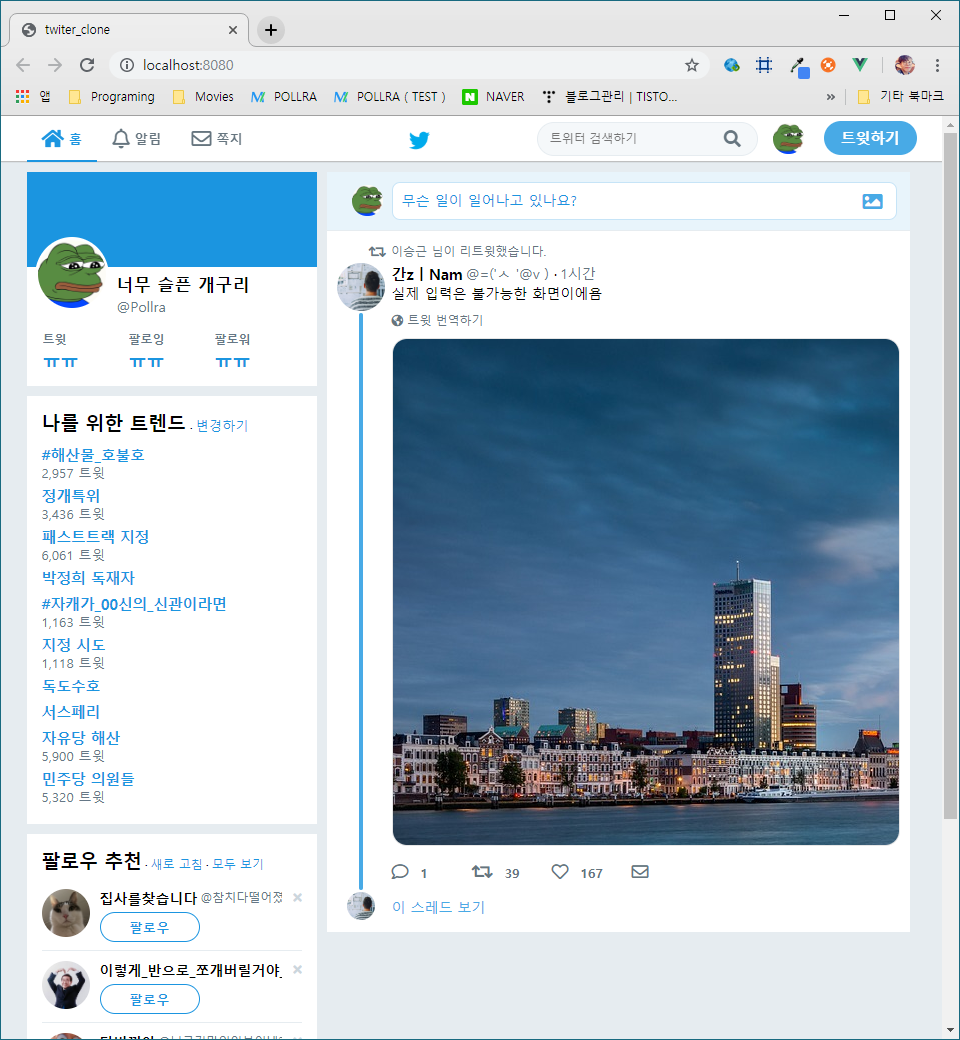 twiter_clone
localhost:8080
앱 Programing Movies POLLRA POLLRA ( TEST ) NAVER 블로그관리 | TISTO... » 기타 북마크
홈 알림 쪽지 트위터 검색하기 트윗하기
너무 슬픈 개구리
@Pollra
트윗 팔로잉 팔로워
ㅠㅠ ㅠㅠ ㅠㅠ
나를 위한 트렌드 · 변경하기
#해산물_호불호
2,957 트윗
정개특위
3,436 트윗
패스트트랙 지정
6,061 트윗
박정희 독재자
#자캐가_00신의_신관이라면
1,163 트윗
지정 시도
1,118 트윗
독도수호
서스페리
자유당 해산
5,900 트윗
민주당 의원들
5,320 트윗
팔로우 추천 · 새로 고침 · 모두 보기
집사를찾습니다 @참치다떨어졌
팔로우
이렇게_반으로_쪼개버릴거야_
팔로우
무슨 일이 일어나고 있나요?
이승근 님이 리트윗했습니다.
간z ㅣ Nam @=('ㅅ '@v ) · 1시간
실제 입력은 불가능한 화면이에욤
트윗 번역하기
1 39 167
이 스레드 보기